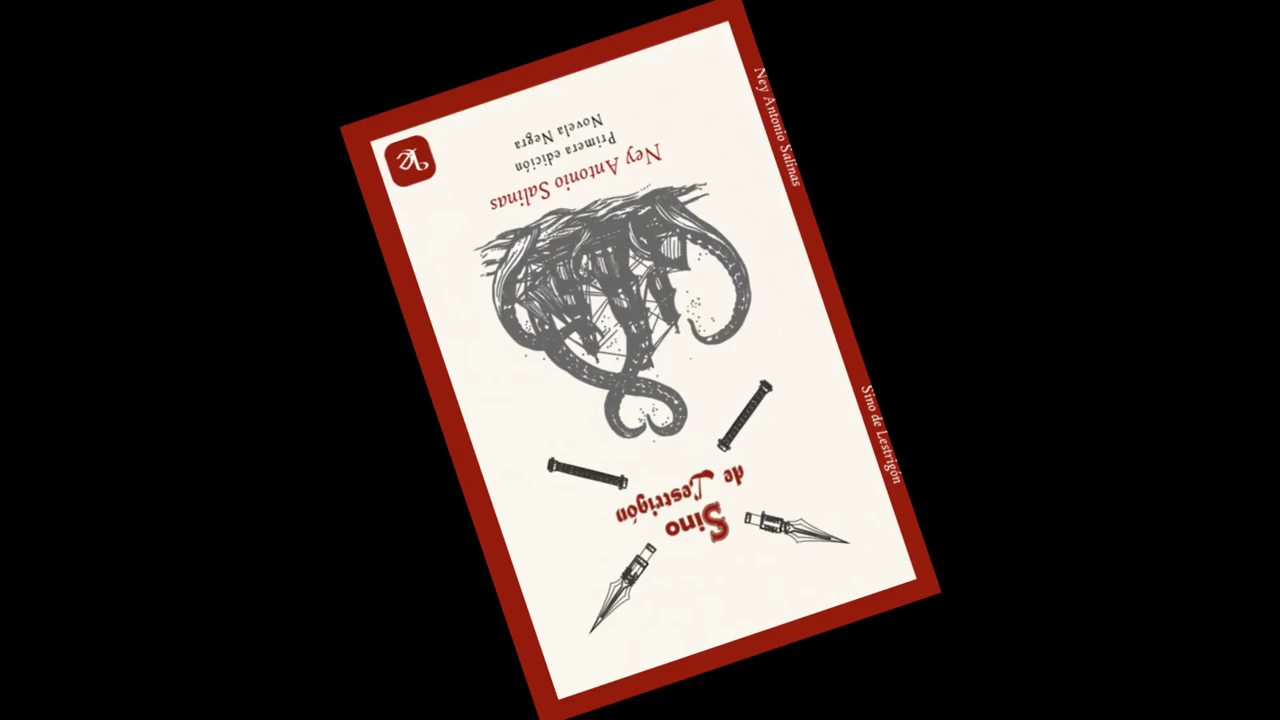 Sino
de Lestrigón
Ney Antonio Salinas
Primera edición
Novela Negra
Ney Antonio Salinas
Sino de Lestrigón